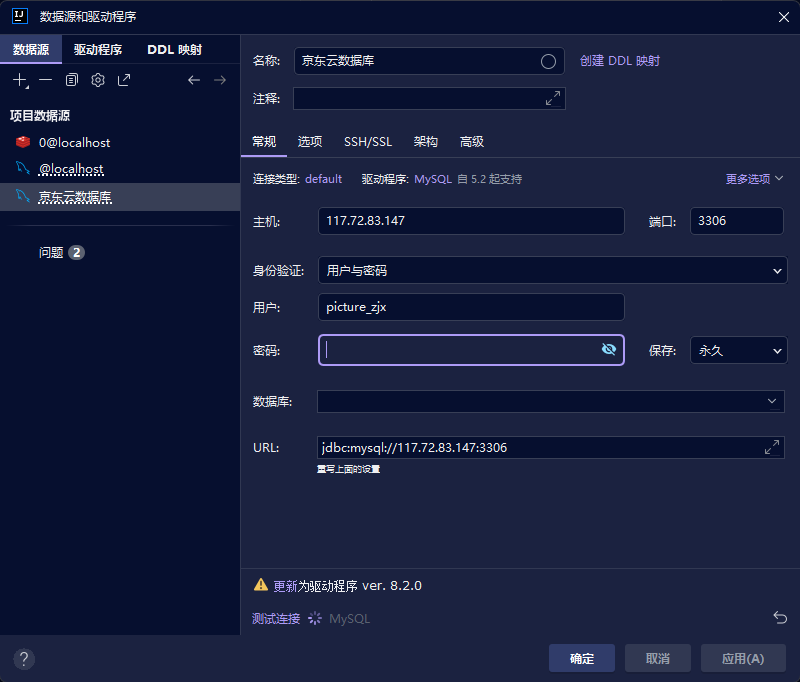 数据源和驱动程序
数据源 驱动程序 DDL 映射
项目数据源
0@localhost
@localhost
京东云数据库
问题 2
名称: 京东云数据库 创建 DDL 映射
注释:
常规 选项 SSH/SSL 架构 高级
连接类型: default 驱动程序: MySQL 自 5.2 起支持 更多选项
主机: 117.72.83.147 端口: 3306
身份验证: 用户与密码
用户: picture_zjx
密码: 保存: 永久
数据库:
URL: jdbc:mysql://117.72.83.147:3306
重写上面的设置
更新为驱动程序 ver. 8.2.0
测试连接 MySQL
? 确定 取消 应用(A)